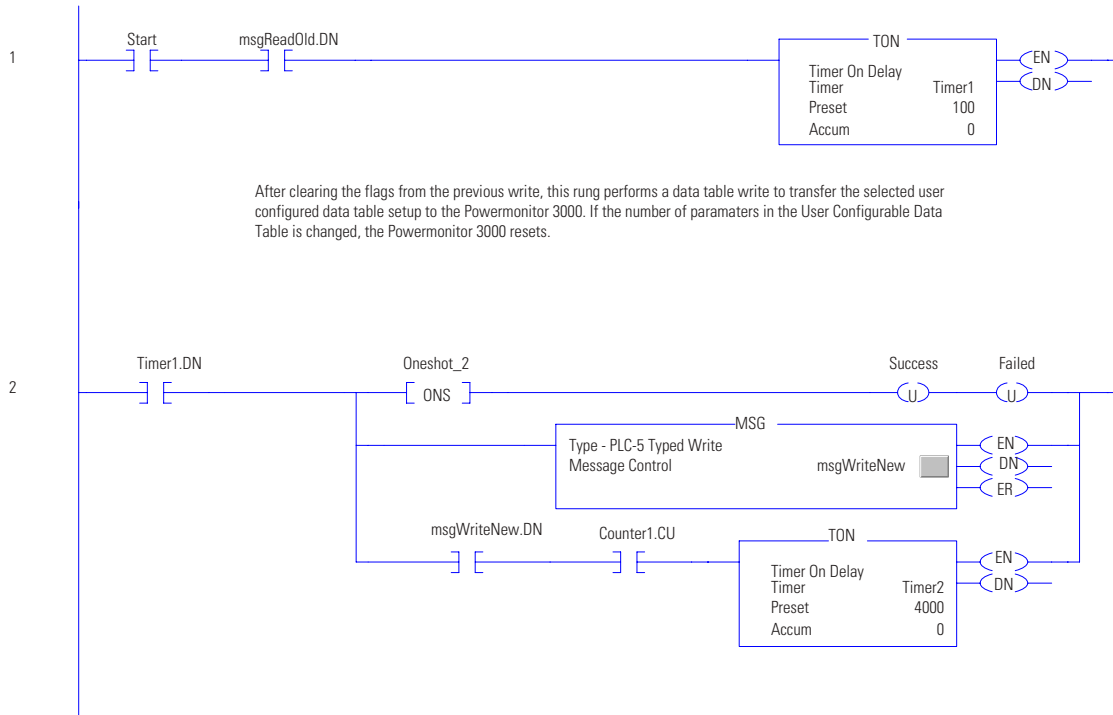 1
Start
msgReadOld.DN
TON
Timer On Delay
Timer Timer1
Preset 100
Accum 0
EN
DN
After clearing the flags from the previous write, this rung performs a data table write to transfer the selected user
configured data table setup to the Powermonitor 3000. If the number of paramaters in the User Configurable Data
Table is changed, the Powermonitor 3000 resets.
2
Timer1.DN
Oneshot_2
ONS
Success
U
Failed
U
MSG
Type - PLC-5 Typed Write
Message Control msgWriteNew
EN
DN
ER
msgWriteNew.DN
Counter1.CU
TON
Timer On Delay
Timer Timer2
Preset 4000
Accum 0
EN
DN